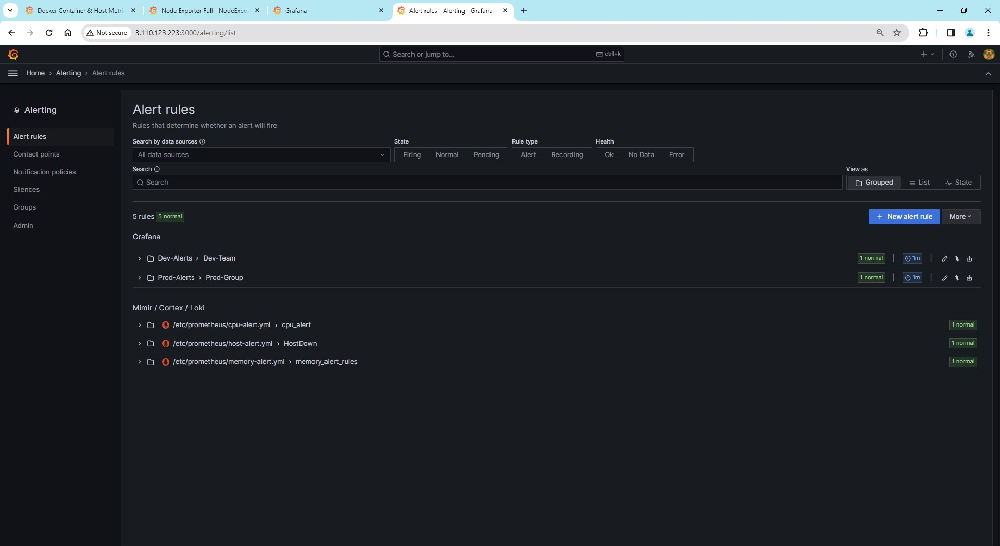 Docker Container & Host Metri
Node Exporter Full - NodeExpo
Grafana
Alert rules - Alerting - Grafana
Not secure
3.110.123.223:3000/alerting/list
Search or jump to...
ctrl+k
Home > Alerting > Alert rules
Alerting
Alert rules
Contact points
Notification policies
Silences
Groups
Admin
Alert rules
Rules that determine whether an alert will fire
Search by data sources
State
Rule type
Health
All data sources
Firing Normal Pending
Alert Recording
Ok No Data Error
Search
View as
Search
Grouped List State
5 rules 5 normal
+ New alert rule
More
Grafana
Dev-Alerts > Dev-Team
1 normal | 1m |
Prod-Alerts > Prod-Group
1 normal | 1m |
Mimir / Cortex / Loki
/etc/prometheus/cpu-alert.yml > cpu_alert
1 normal
/etc/prometheus/host-alert.yml > HostDown
1 normal
/etc/prometheus/memory-alert.yml > memory_alert_rules
1 normal